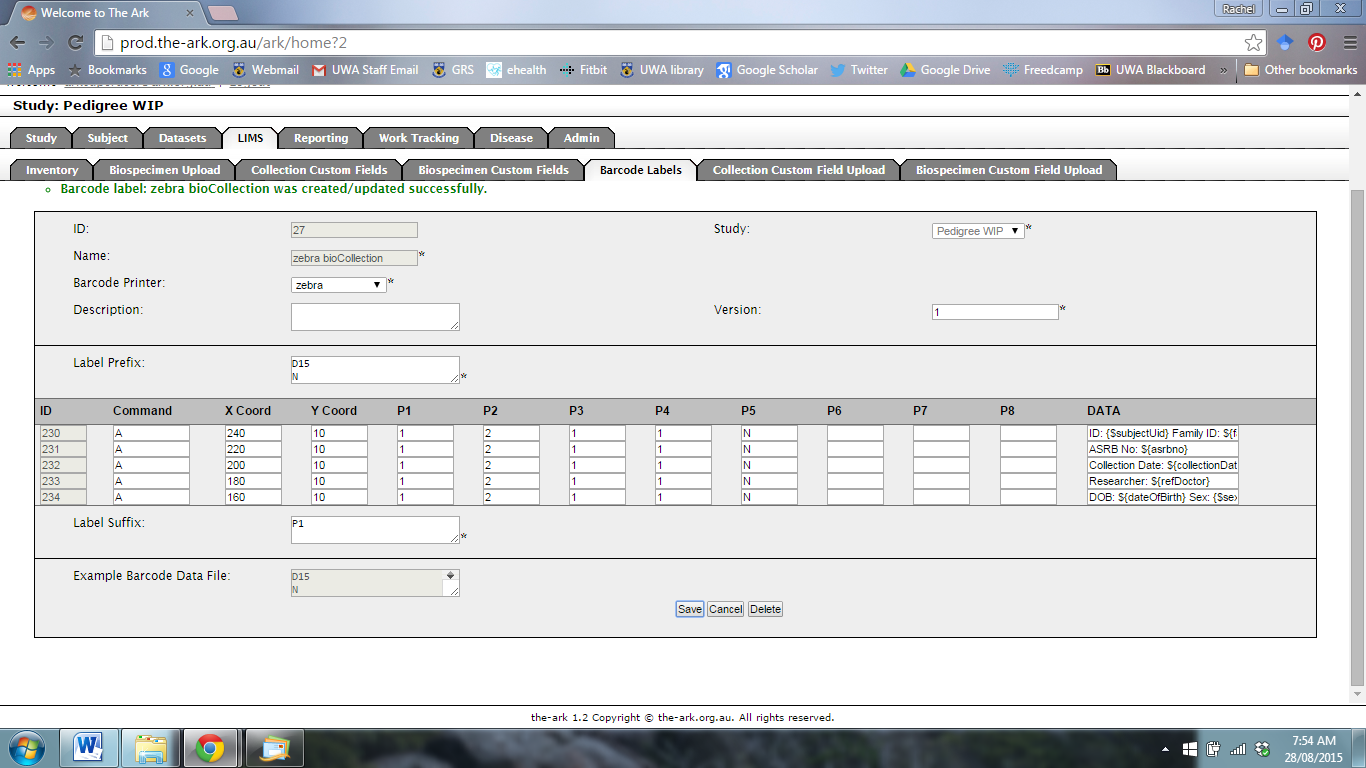 Welcome to The Ark
Rachel
prod.the-ark.org.au/ark/home?2
Apps Bookmarks Google Webmail UWA Staff Email GRS ehealth Fitbit UWA library Google Scholar Twitter Google Drive Freedcamp Bb UWA Blackboard » Other bookmarks
Study: Pedigree WIP
Study Subject Datasets LIMS Reporting Work Tracking Disease Admin
Inventory Biospecimen Upload Collection Custom Fields Biospecimen Custom Fields Barcode Labels Collection Custom Field Upload Biospecimen Custom Field Upload
Barcode label: zebra bioCollection was created/updated successfully.
ID: 27 Study: Pedigree WIP *
Name: zebra bioCollection *
Barcode Printer: zebra *
Description: Version: 1 *
Label Prefix: D15
N *
ID Command X Coord Y Coord P1 P2 P3 P4 P5 P6 P7 P8 DATA
230 A 240 10 1 2 1 1 N ID: {$subjectUid} Family ID: ${f
231 A 220 10 1 2 1 1 N ASRB No: ${asrbno}
232 A 200 10 1 2 1 1 N Collection Date: ${collectionDat
233 A 180 10 1 2 1 1 N Researcher: ${refDoctor}
234 A 160 10 1 2 1 1 N DOB: ${dateOfBirth} Sex: {$sex
Label Suffix: P1 *
Example Barcode Data File: D15
N
Save Cancel Delete
the-ark 1.2 Copyright © the-ark.org.au. All rights reserved.
7:54 AM
28/08/2015